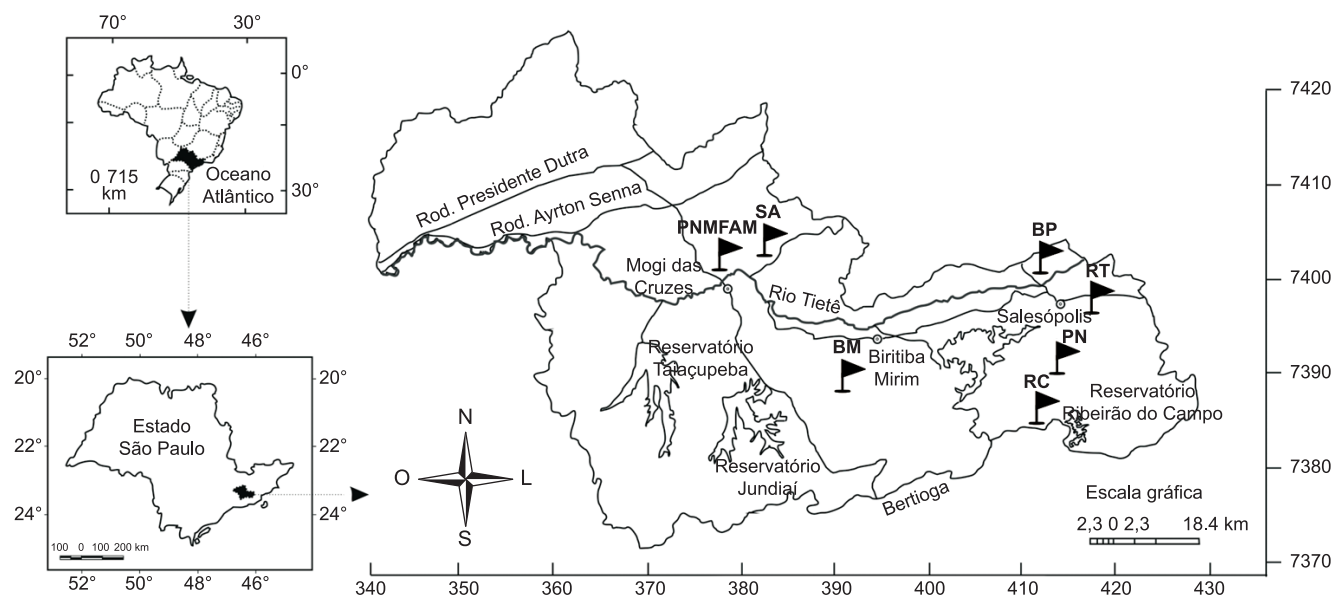 70°
30°
0°
30°
0 715
km
Oceano
Atlântico
52°
50°
48°
46°
20°
20°
22°
22°
24°
24°
Estado
São Paulo
100 0 100 200 km
52°
50°
48°
46°
N
O
L
S
Rod. Presidente Dutra
Rod. Ayrton Senna
PNMFAM
SA
BP
RT
Mogi das
Cruzes
Rio Tietê
Salesópolis
PN
BM
Biritiba
Mirim
Reservatório
Taiaçupeba
RC
Reservatório
Ribeirão do Campo
Reservatório
Jundiaí
Bertioga
Escala gráfica
2,3 0 2,3 18.4 km
7420
7410
7400
7390
7380
7370
340
350
360
370
380
390
400
410
420
430